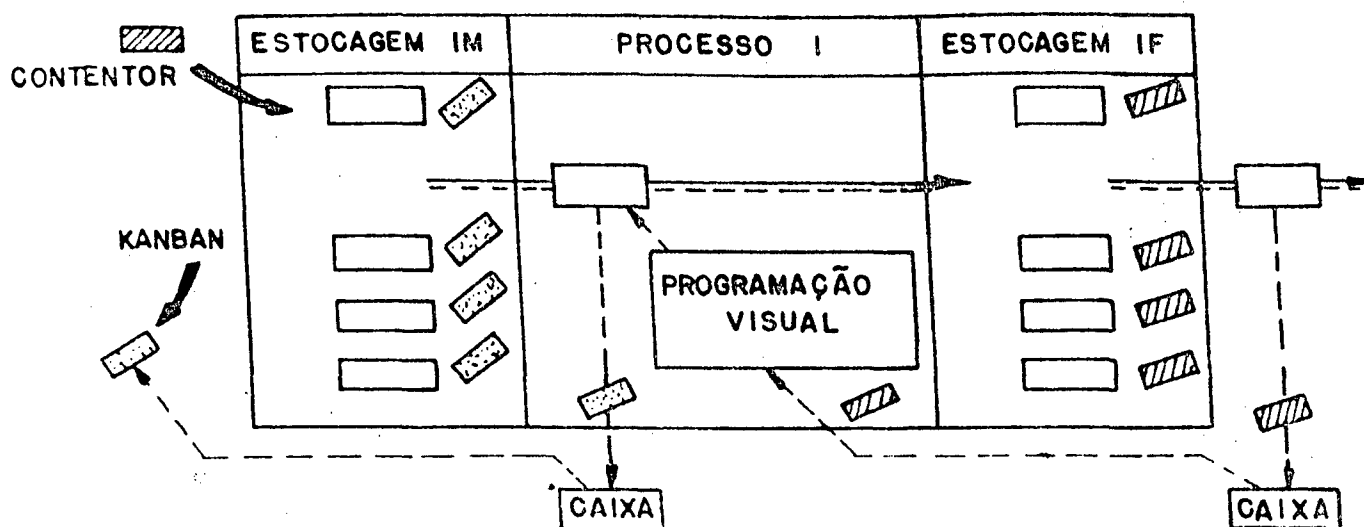 ESTOCAGEM IM
PROCESSO I
ESTOCAGEM IF
CONTENTOR
KANBAN
PROGRAMAÇÃO
VISUAL
CAIXA
CAIXA